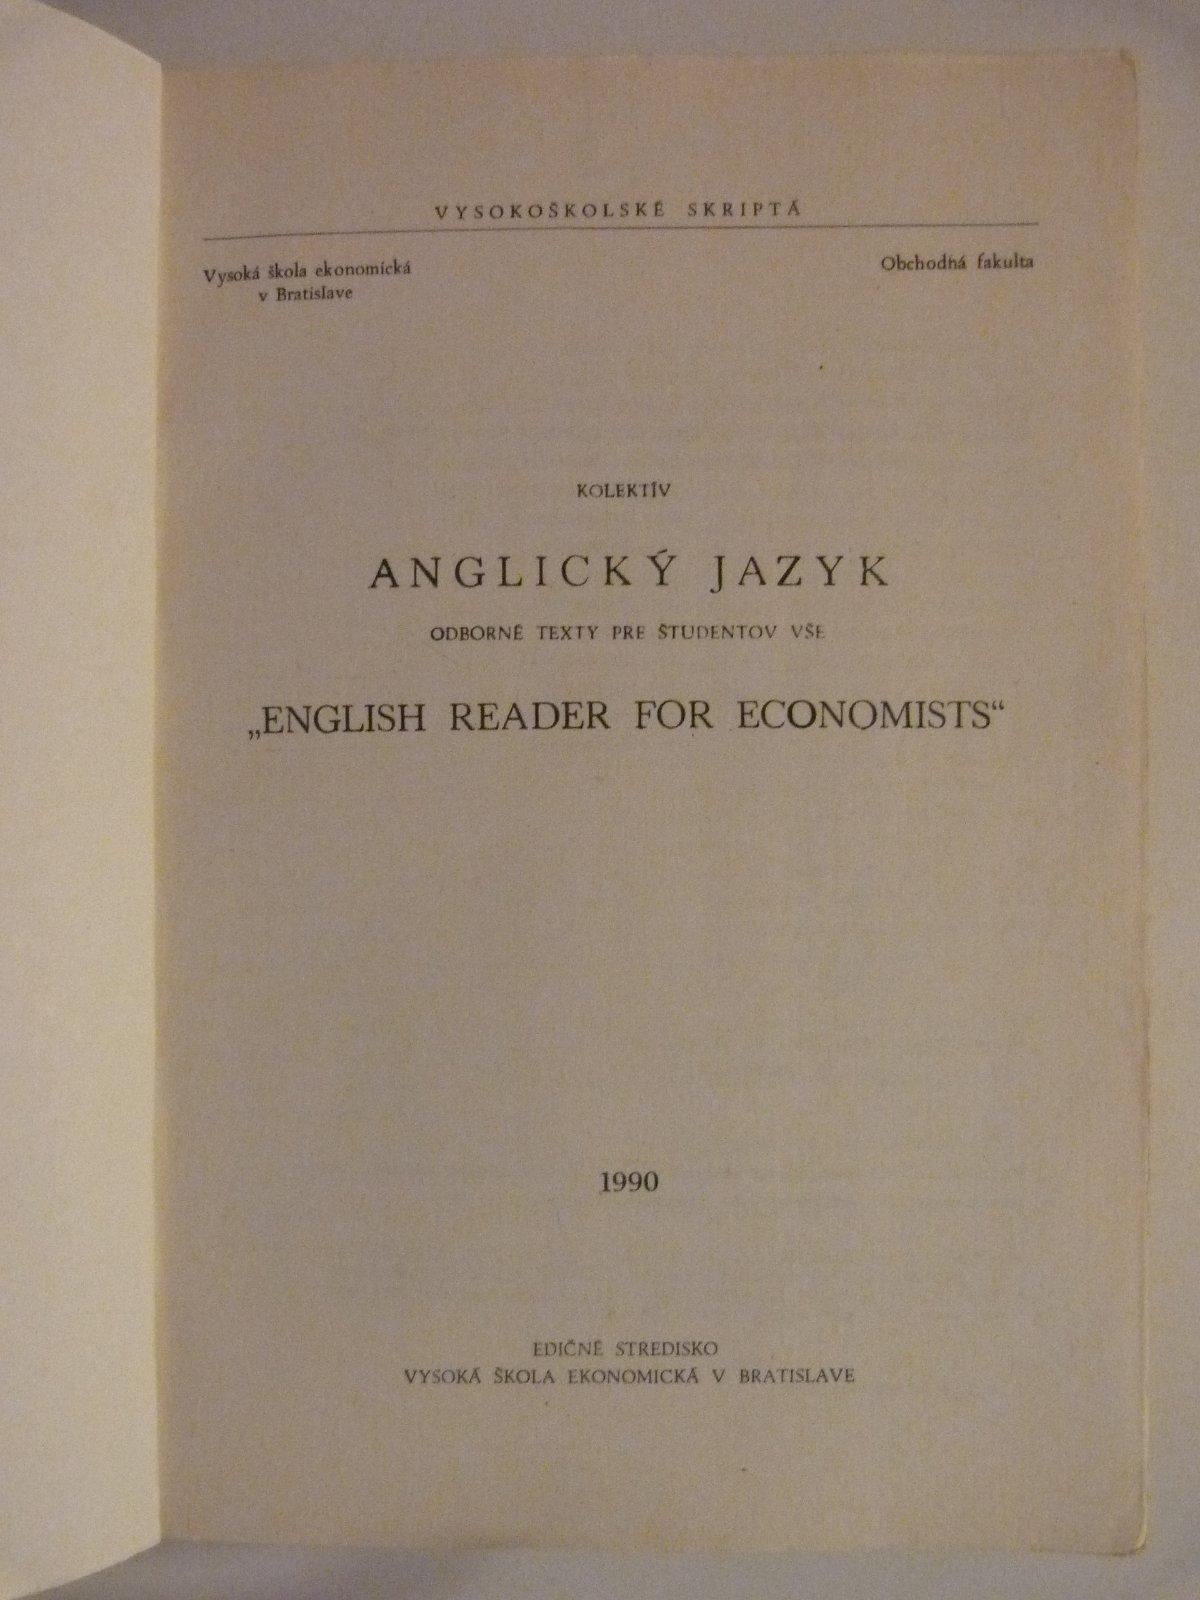 VYSOKOŠKOLSKÉ SKRIPTÁ
Vysoká škola ekonomická
v Bratislave
Obchodná fakulta
KOLEKTÍV
ANGLICKÝ JAZYK
ODBORNÉ TEXTY PRE ŠTUDENTOV VŠE
„ENGLISH READER FOR ECONOMISTS“
1990
EDIČNÉ STREDISKO
VYSOKÁ ŠKOLA EKONOMICKÁ V BRATISLAVE